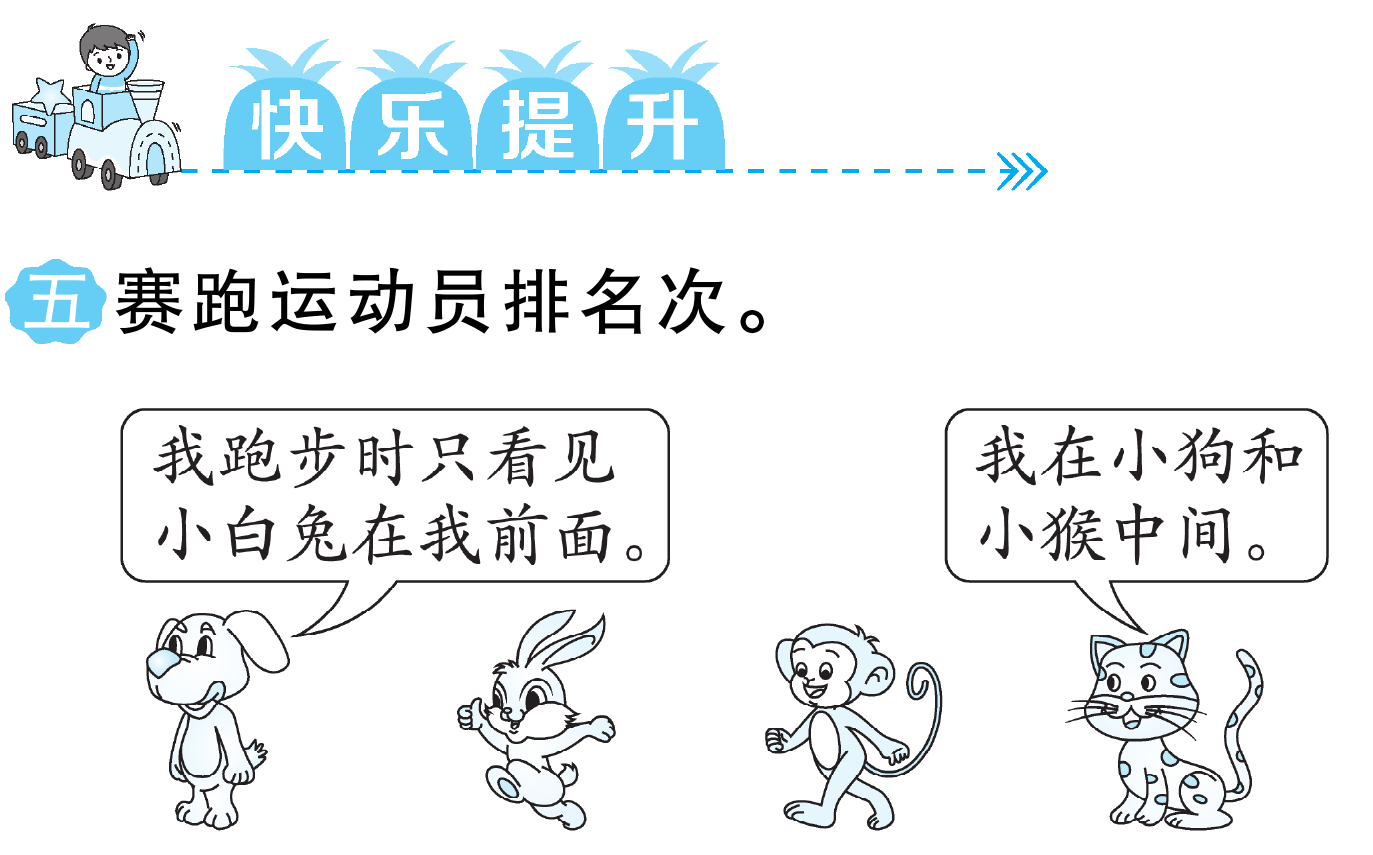 快乐提升
五 赛跑运动员排名次。
我跑步时只看见
小白兔在我前面。
我在小狗和
小猴中间。